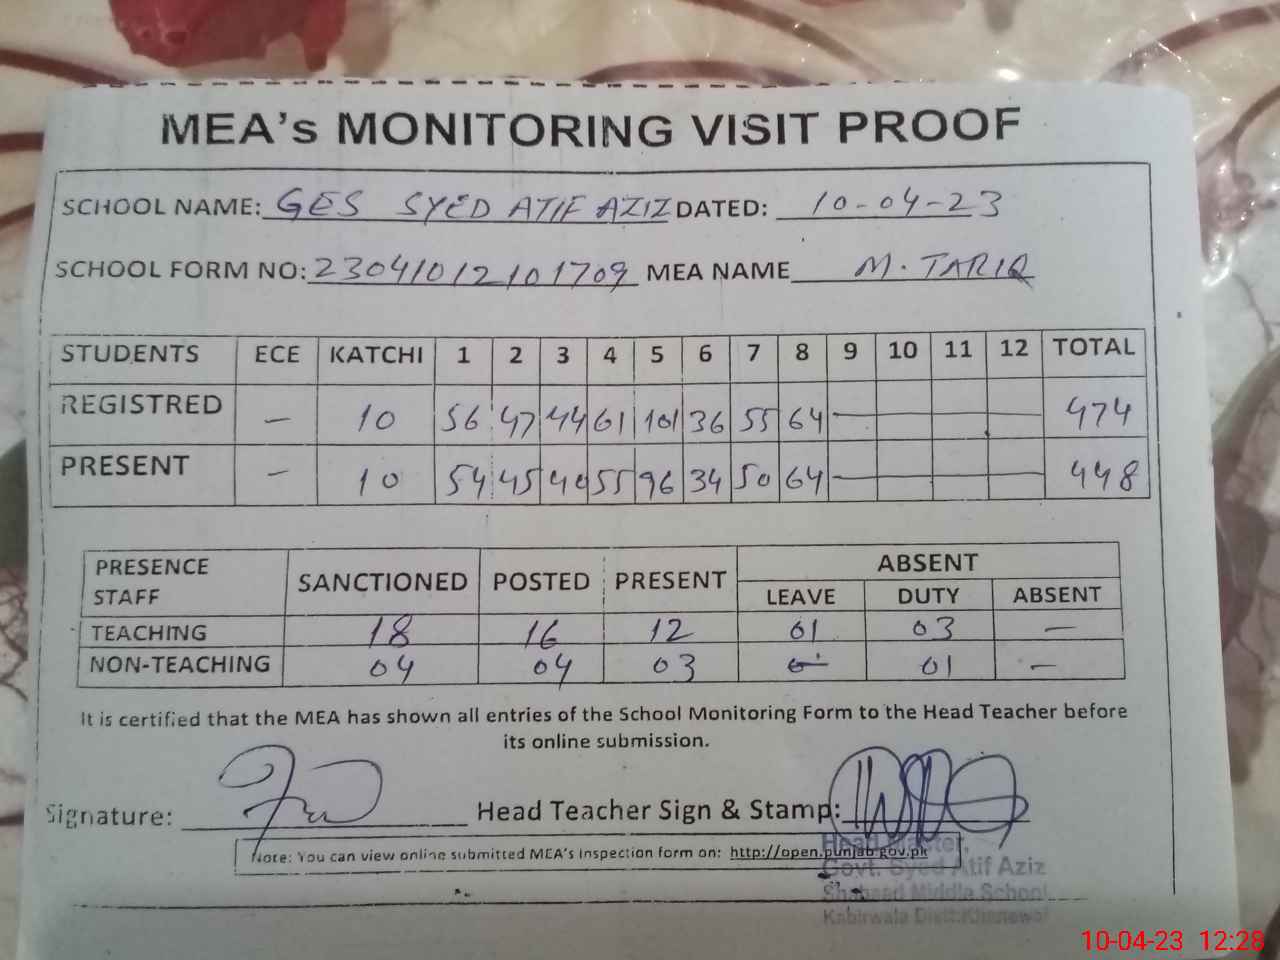 MEA's MONITORING VISIT PROOF
SCHOOL NAME: GES SYED ATIF AZIZ DATED: 10-04-23
SCHOOL FORM NO: 23041012101709 MEA NAME M. TARIQ
STUDENTS ECE KATCHI 1 2 3 4 5 6 7 8 9 10 11 12 TOTAL
REGISTRED — 10 56 47 44 61 101 36 55 64 — 474
PRESENT — 10 54 45 40 55 96 34 50 64 — 448
PRESENCE STAFF SANCTIONED POSTED PRESENT ABSENT
LEAVE DUTY ABSENT
TEACHING 18 16 12 01 03 —
NON-TEACHING 04 04 03 — 01 —
It is certified that the MEA has shown all entries of the School Monitoring Form to the Head Teacher before
its online submission.
Signature: Head Teacher Sign & Stamp:
Note: You can view online submitted MEA's Inspection form on: http://open.punjab.gov.pk
Head Master,
Govt. Syed Atif Aziz
Shaheed Middle School
Kabirwala Distt: Khanewal
10-04-23 12:28